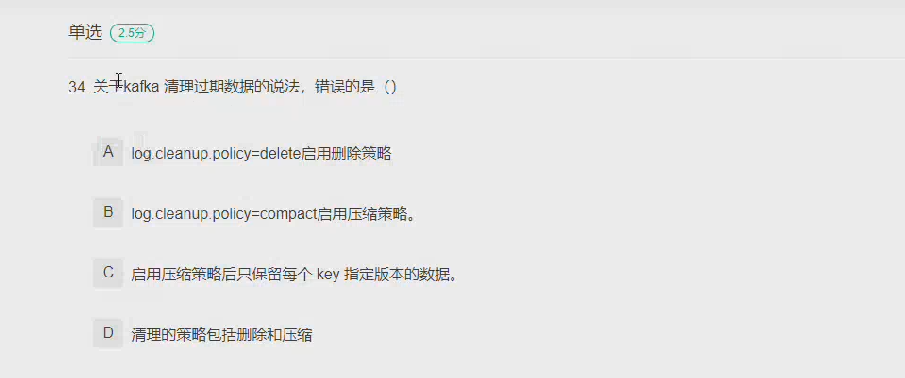 单选 2.5分
34 关于kafka 清理过期数据的说法，错误的是（）
A log.cleanup.policy=delete启用删除策略
B log.cleanup.policy=compact启用压缩策略。
C 启用压缩策略后只保留每个 key 指定版本的数据。
D 清理的策略包括删除和压缩